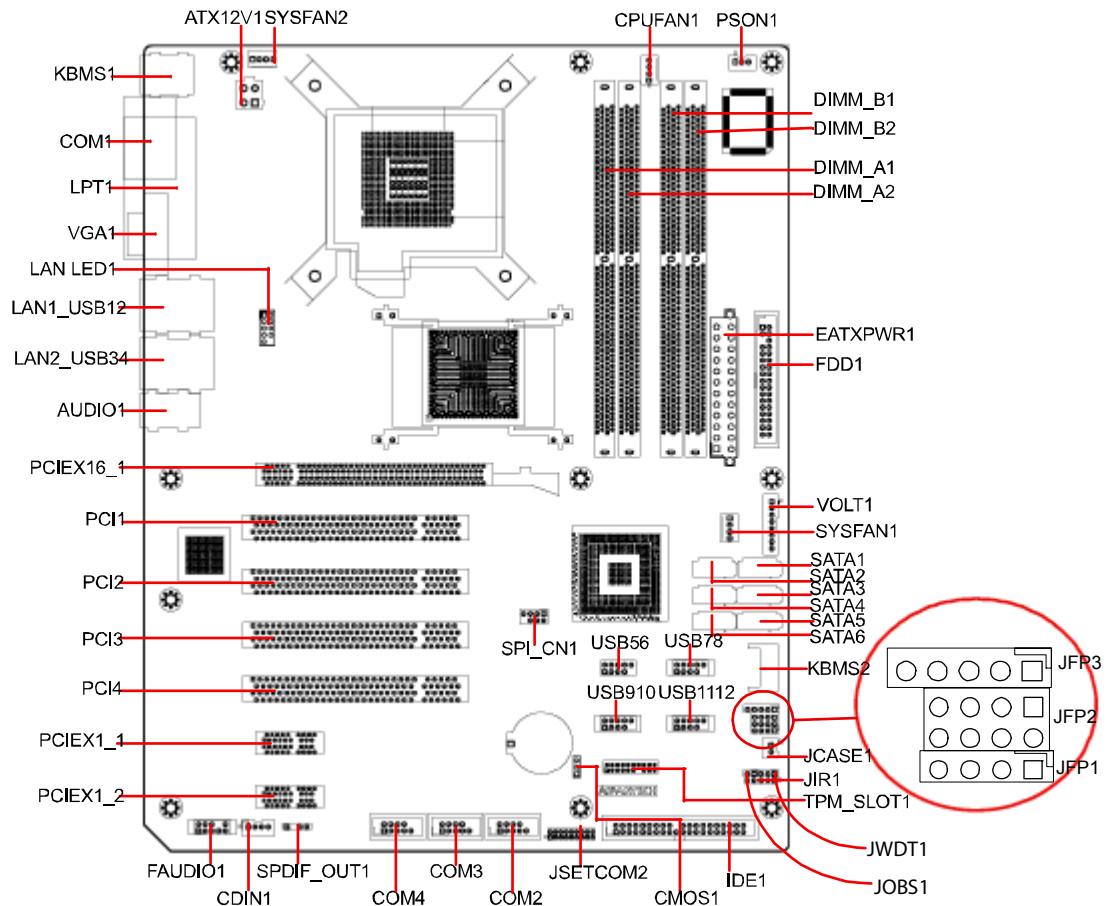 ATX12V1 SYSFAN2
CPUFAN1
PSON1
KBMS1
COM1
LPT1
VGA1
LAN LED1
LAN1_USB12
LAN2_USB34
AUDIO1
PCIEX16_1
PCI1
PCI2
PCI3
PCI4
PCIEX1_1
PCIEX1_2
DIMM_B1
DIMM_B2
DIMM_A1
DIMM_A2
EATXPWR1
FDD1
VOLT1
SYSFAN1
SATA1
SATA2
SATA3
SATA4
SATA5
SATA6
SPI_CN1
USB56
USB78
KBMS2
USB910
USB1112
JFP3
JFP2
JFP1
JCASE1
JIR1
TPM_SLOT1
JWDT1
JOBS1
FAUDIO1
CDIN1
SPDIF_OUT1
COM4
COM3
COM2
JSETCOM2
CMOS1
IDE1